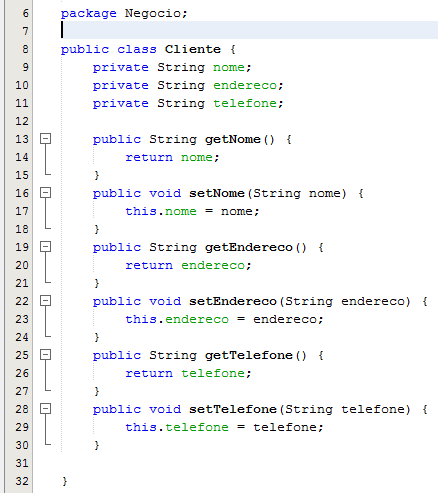 6 package Negocio;
7
8 public class Cliente {
9 private String nome;
10 private String endereco;
11 private String telefone;
12
13 public String getNome() {
14 return nome;
15 }
16 public void setNome(String nome) {
17 this.nome = nome;
18 }
19 public String getEndereco() {
20 return endereco;
21 }
22 public void setEndereco(String endereco) {
23 this.endereco = endereco;
24 }
25 public String getTelefone() {
26 return telefone;
27 }
28 public void setTelefone(String telefone) {
29 this.telefone = telefone;
30 }
31
32 }